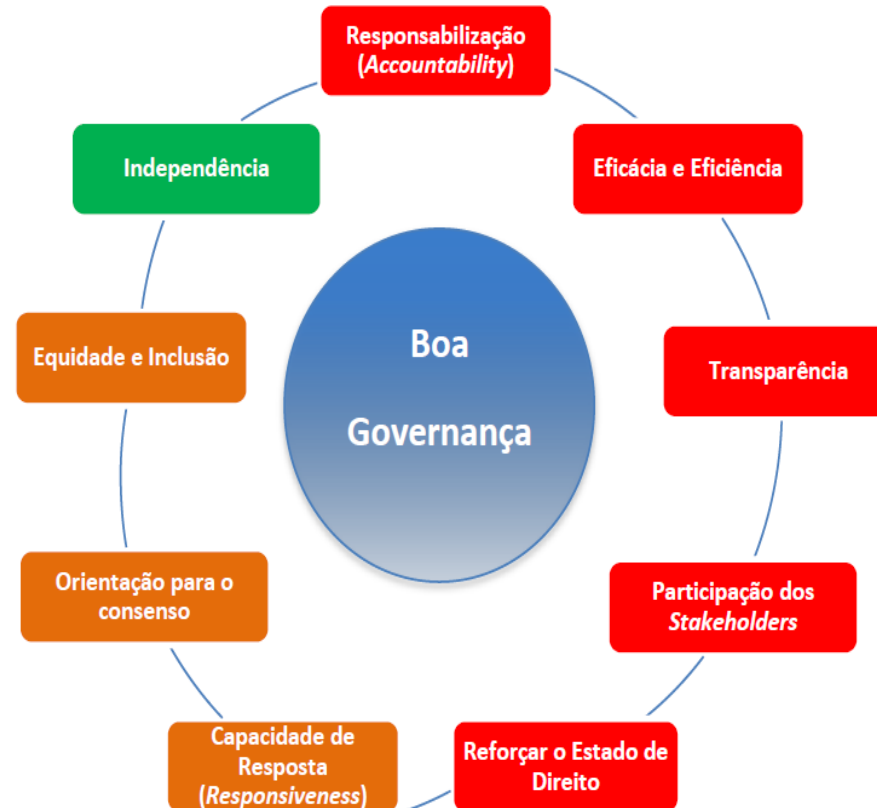 Responsabilização
(Accountability)
Independência
Eficácia e Eficiência
Boa
Governança
Equidade e Inclusão
Transparência
Orientação para o
consenso
Participação dos
Stakeholders
Capacidade de
Resposta
(Responsiveness)
Reforçar o Estado de
Direito